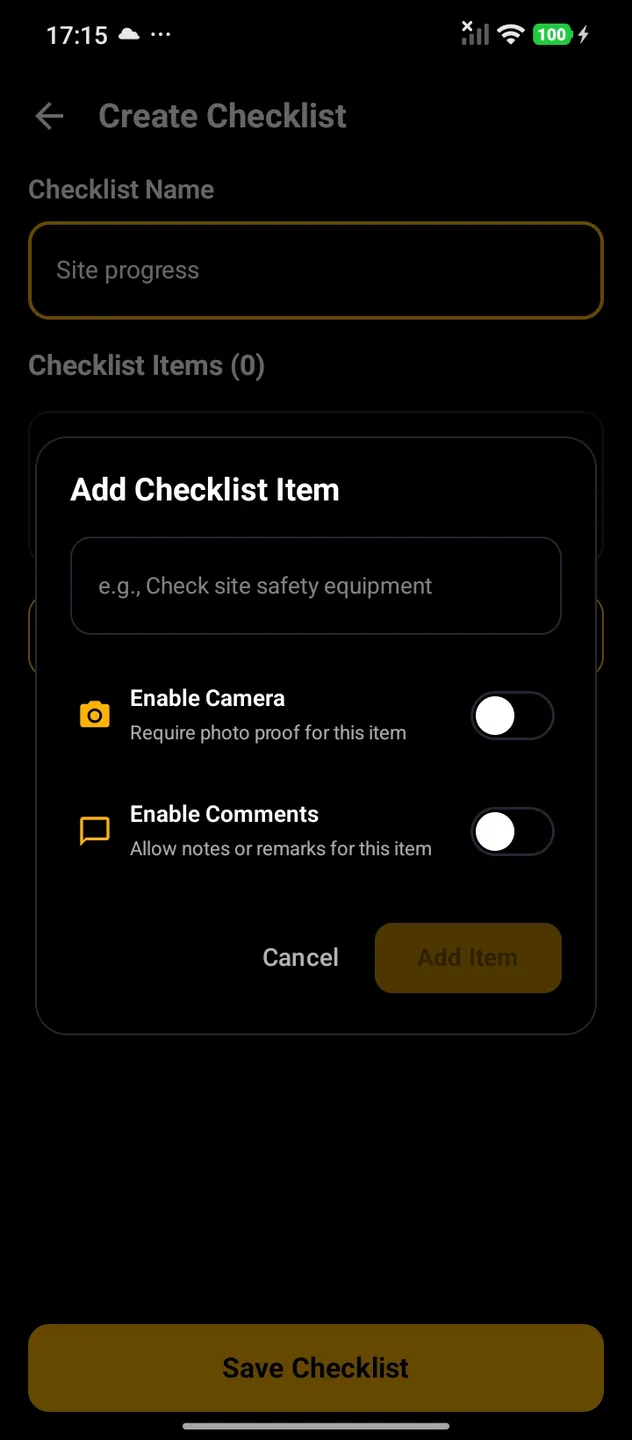 17:15
100
Create Checklist
Checklist Name
Site progress
Checklist Items (0)
Add Checklist Item
e.g., Check site safety equipment
Enable Camera
Require photo proof for this item
Enable Comments
Allow notes or remarks for this item
Cancel
Add Item
Save Checklist